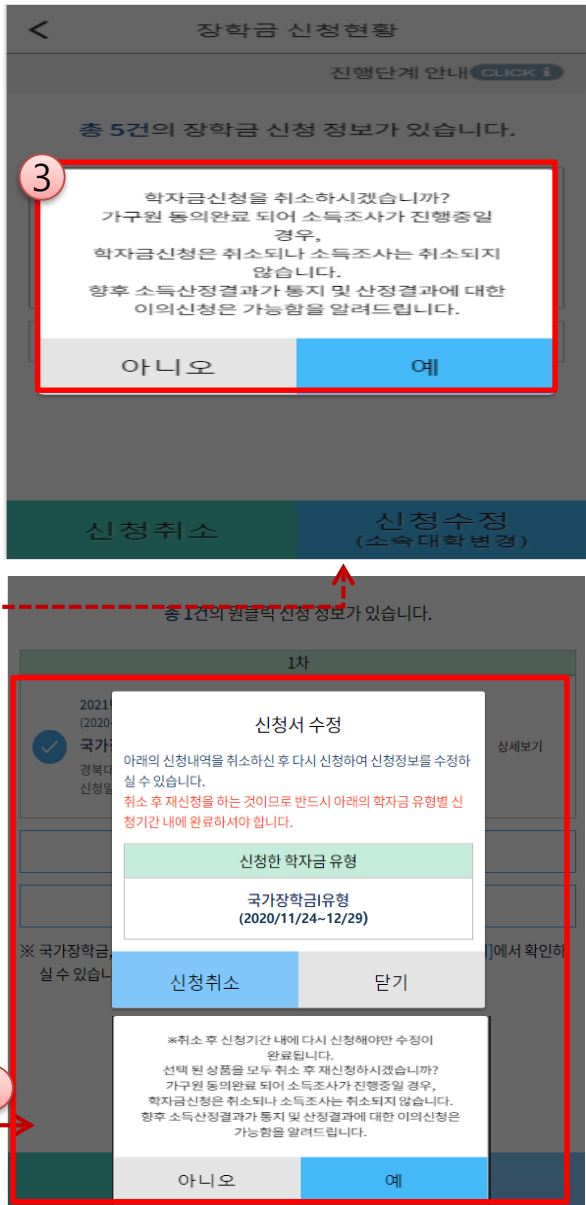 장학금 신청현황
진행단계 안내 CLICK i
총 5건의 장학금 신청 정보가 있습니다.
3
학자금신청을 취소하시겠습니까?
가구원 동의완료 되어 소득조사가 진행중일
경우,
학자금신청은 취소되나 소득조사는 취소되지
않습니다.
향후 소득산정결과가 통지 및 산정결과에 대한
이의신청은 가능함을 알려드립니다.
아니오 예
신청취소 신청수정
(소속대학변경)
총 1건의 원클릭 신청 정보가 있습니다.
1차
2021
(2020-
국가
상세보기
경북대
신청일
신청서 수정
아래의 신청내역을 취소하신 후 다시 신청하여 신청정보를 수정하
실 수 있습니다.
취소 후 재신청을 하는 것이므로 반드시 아래의 학자금 유형별 신
청기간 내에 완료하셔야 합니다.
신청한 학자금 유형
국가장학금I유형
(2020/11/24~12/29)
신청취소 닫기
※ 국가장학금, ]에서 확인하
실 수 있습니
※취소 후 신청기간 내에 다시 신청해야만 수정이
완료됩니다.
선택 된 상품을 모두 취소 후 재신청하시겠습니까?
가구원 동의완료 되어 소득조사가 진행중일 경우,
학자금신청은 취소되나 소득조사는 취소되지 않습니다.
향후 소득산정결과가 통지 및 산정결과에 대한 이의신청은
가능함을 알려드립니다.
아니오 예